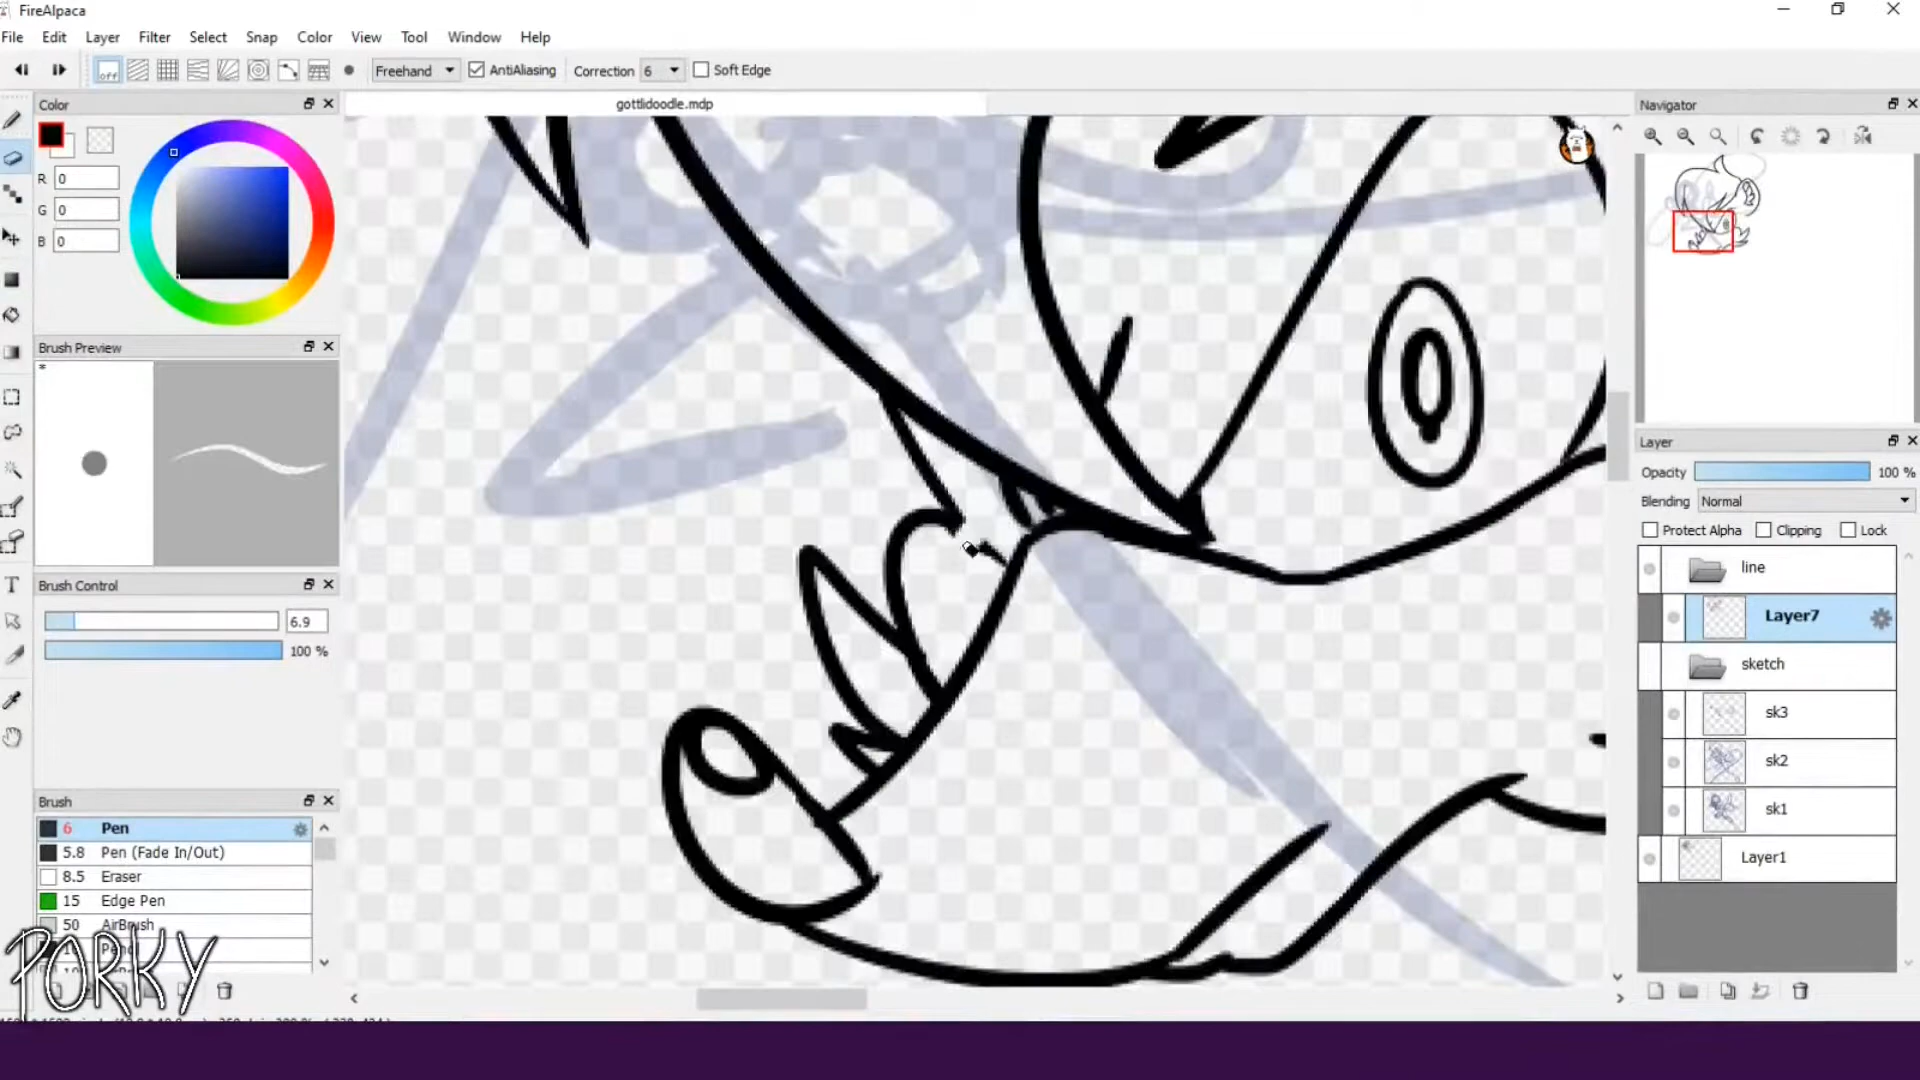 FireAlpaca
File Edit Layer Filter Select Snap Color View Tool Window Help
off Freehand AntiAliasing Correction 6 Soft Edge
gottlidoodle.mdp
Color
R 0
G 0
B 0
Brush Preview
*
Brush Control
6.9
100 %
Brush
6 Pen
5.8 Pen (Fade In/Out)
8.5 Eraser
15 Edge Pen
50 AirBrush
PORKY
T
Navigator
Layer
Opacity 100 %
Blending Normal
Protect Alpha Clipping Lock
line
Layer7
sketch
sk3
sk2
sk1
Layer1